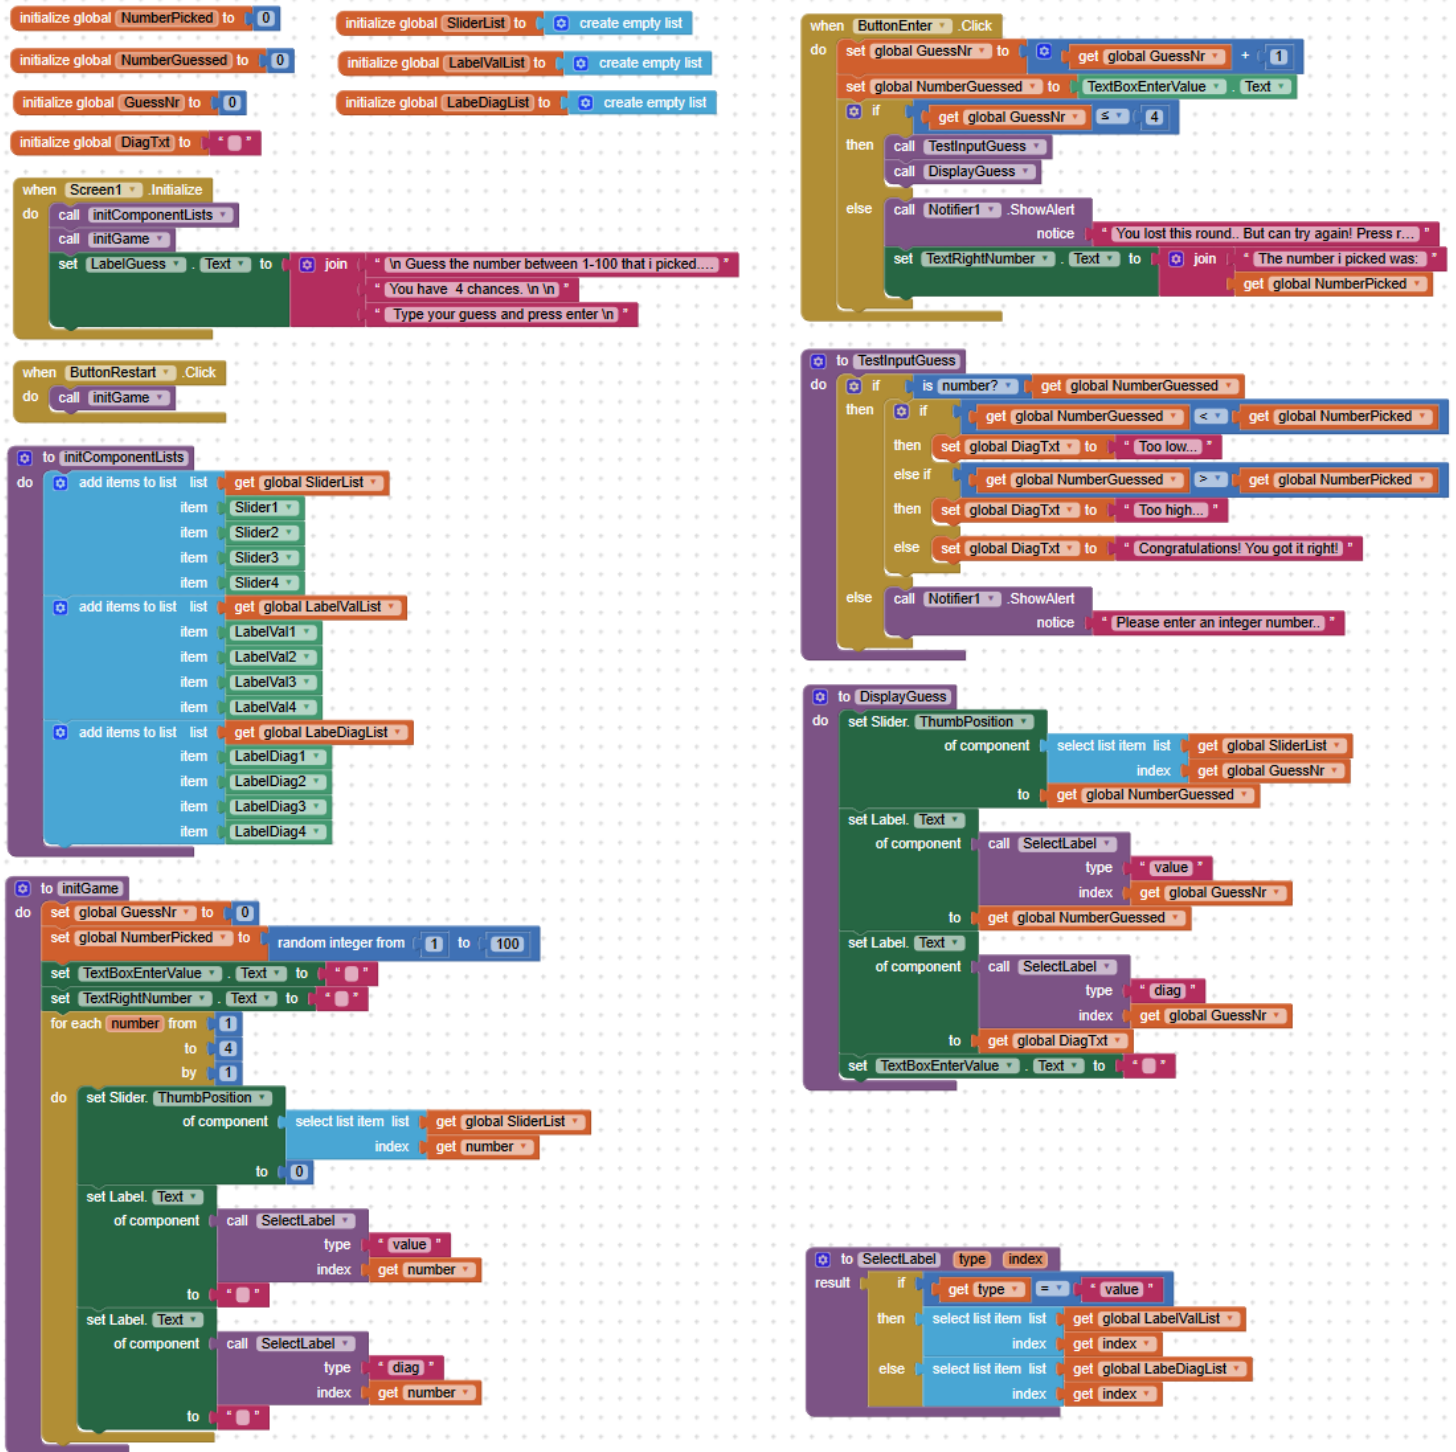 initialize global NumberPicked to 0
initialize global NumberGuessed to 0
initialize global GuessNr to 0
initialize global DiagTxt to “ ”
initialize global SliderList to create empty list
initialize global LabelValList to create empty list
initialize global LabeDiagList to create empty list
when Screen1 .Initialize
do call initComponentLists
call initGame
set LabelGuess . Text to join “ \n Guess the number between 1-100 that i picked.... ”
“ You have 4 chances. \n \n ”
“ Type your guess and press enter \n ”
when ButtonRestart .Click
do call initGame
to initComponentLists
do add items to list list get global SliderList
item Slider1
item Slider2
item Slider3
item Slider4
add items to list list get global LabelValList
item LabelVal1
item LabelVal2
item LabelVal3
item LabelVal4
add items to list list get global LabeDiagList
item LabelDiag1
item LabelDiag2
item LabelDiag3
item LabelDiag4
to initGame
do set global GuessNr to 0
set global NumberPicked to random integer from 1 to 100
set TextBoxEnterValue . Text to “ ”
set TextRightNumber . Text to “ ”
for each number from 1
to 4
by 1
do set Slider. ThumbPosition
of component select list item list get global SliderList
index get number
to 0
set Label. Text
of component call SelectLabel
type “ value ”
index get number
to “ ”
set Label. Text
of component call SelectLabel
type “ diag ”
index get number
to “ ”
when ButtonEnter .Click
do set global GuessNr to get global GuessNr + 1
set global NumberGuessed to TextBoxEnterValue . Text
if get global GuessNr ≤ 4
then call TestInputGuess
call DisplayGuess
else call Notifier1 .ShowAlert
notice “ You lost this round.. But can try again! Press r... ”
set TextRightNumber . Text to join “ The number i picked was: ”
get global NumberPicked
to TestInputGuess
do if is number? get global NumberGuessed
then if get global NumberGuessed < get global NumberPicked
then set global DiagTxt to “ Too low... ”
else if get global NumberGuessed > get global NumberPicked
then set global DiagTxt to “ Too high... ”
else set global DiagTxt to “ Congratulations! You got it right! ”
else call Notifier1 .ShowAlert
notice “ Please enter an integer number.. ”
to DisplayGuess
do set Slider. ThumbPosition
of component select list item list get global SliderList
index get global GuessNr
to get global NumberGuessed
set Label. Text
of component call SelectLabel
type “ value ”
index get global GuessNr
to get global NumberGuessed
set Label. Text
of component call SelectLabel
type “ diag ”
index get global GuessNr
to get global DiagTxt
set TextBoxEnterValue . Text to “ ”
to SelectLabel type index
result if get type = “ value ”
then select list item list get global LabelValList
index get index
else select list item list get global LabeDiagList
index get index